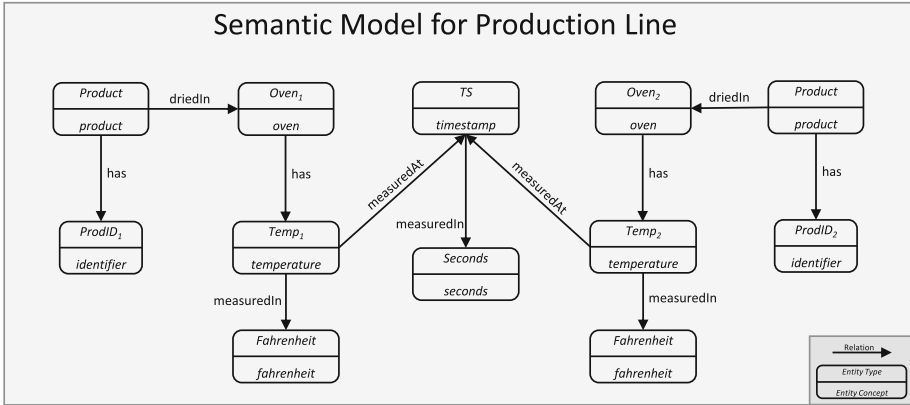 Semantic Model for Production Line
Product
product
driedIn
Oven₁
oven
TS
timestamp
Oven₂
oven
driedIn
Product
product
has
has
measuredAt
measuredAt
has
has
ProdID₁
identifier
Temp₁
temperature
measuredIn
Seconds
seconds
Temp₂
temperature
ProdID₂
identifier
measuredIn
measuredIn
Fahrenheit
fahrenheit
Fahrenheit
fahrenheit
Relation
Entity Type
Entity Concept